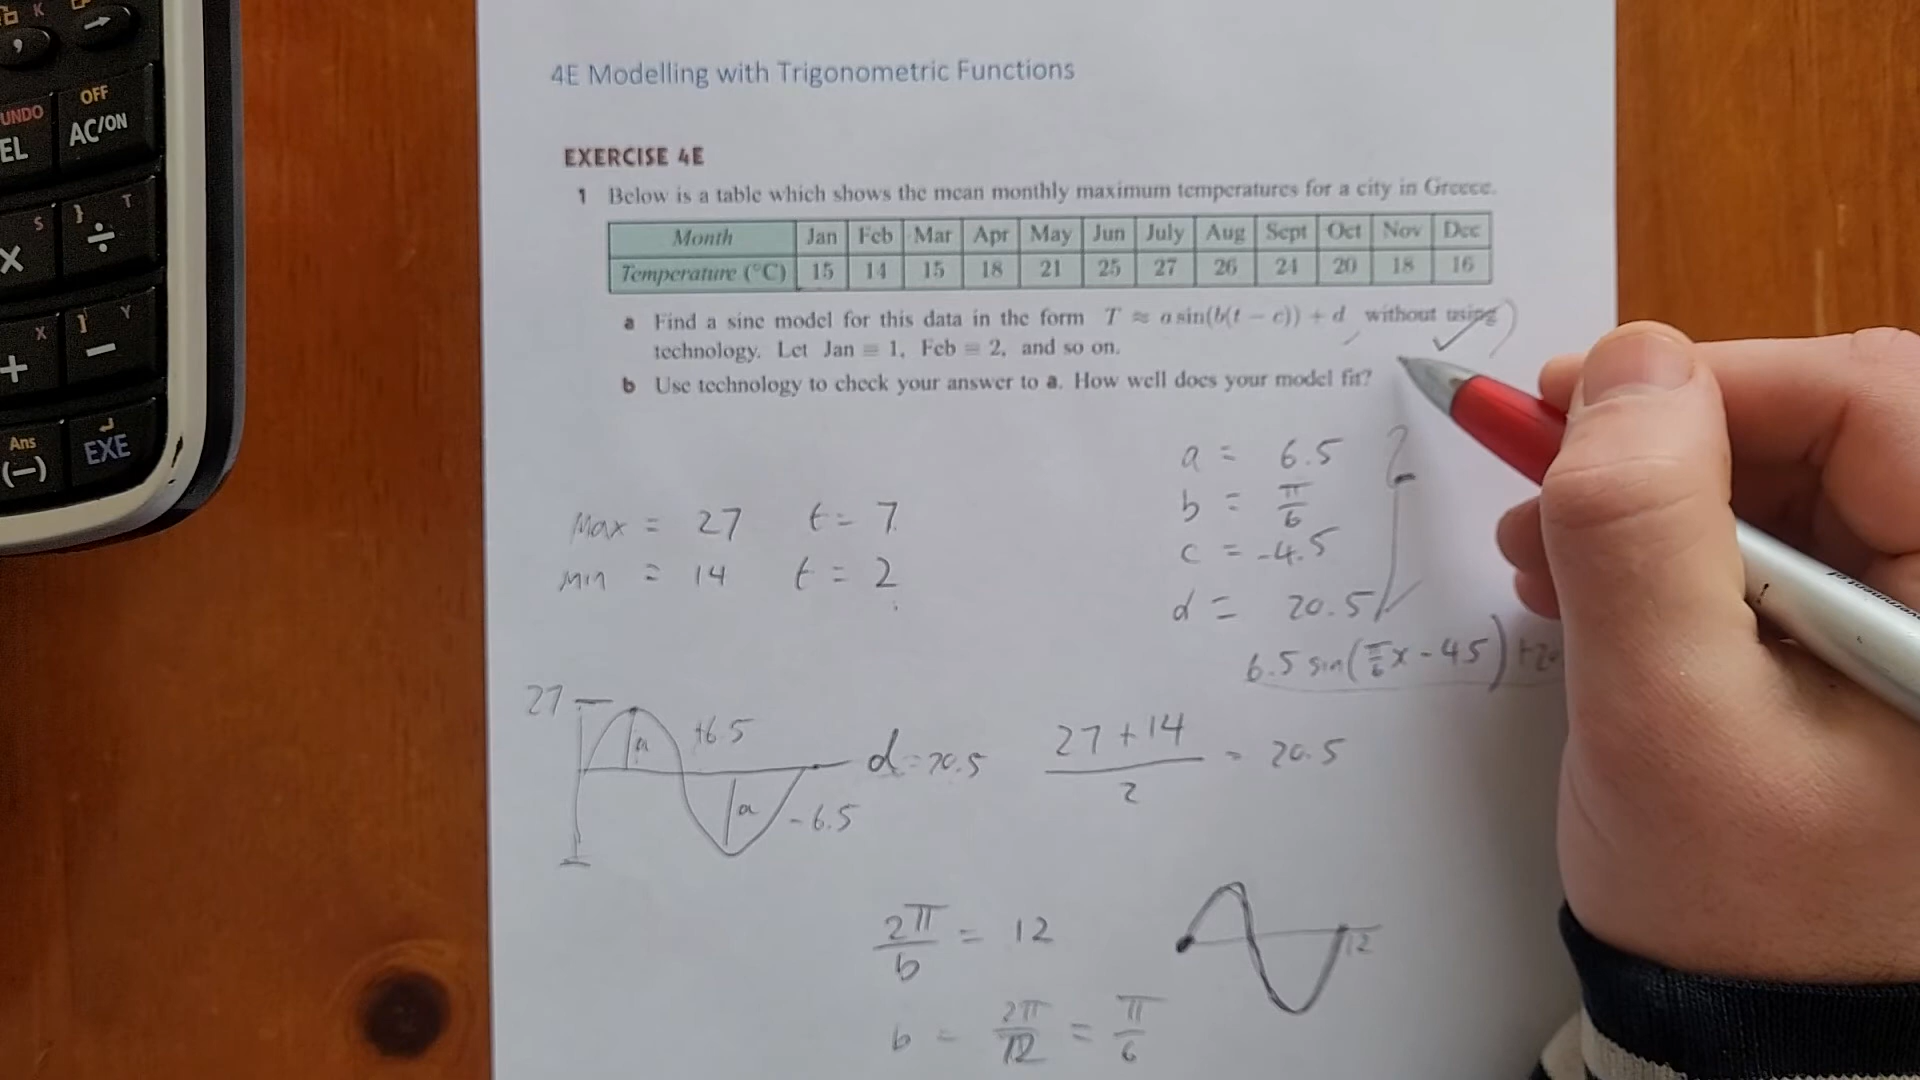 K
,
→
UNDO
OFF
EL
AC/ON
S
}
T
X
÷
X
]
Y
+
−
Ans
(−)
EXE
4E Modelling with Trigonometric Functions
EXERCISE 4E
1 Below is a table which shows the mean monthly maximum temperatures for a city in Greece.
Month Jan Feb Mar Apr May Jun July Aug Sept Oct Nov Dec
Temperature (°C) 15 14 15 18 21 25 27 26 24 20 18 16
a Find a sine model for this data in the form T ≈ a sin(b(t − c)) + d without using
technology. Let Jan ≡ 1, Feb ≡ 2, and so on.
b Use technology to check your answer to a. How well does your model fit?
a = 6.5
b = π/6
c = -4.5
d = 20.5
Max = 27 t = 7
Min = 14 t = 2
6.5 sin(π/6 x - 45)
27
a
+6.5
a
-6.5
d = 20.5
27 + 14 / 2 = 20.5
2π/b = 12
12
b = 2π/12 = π/6